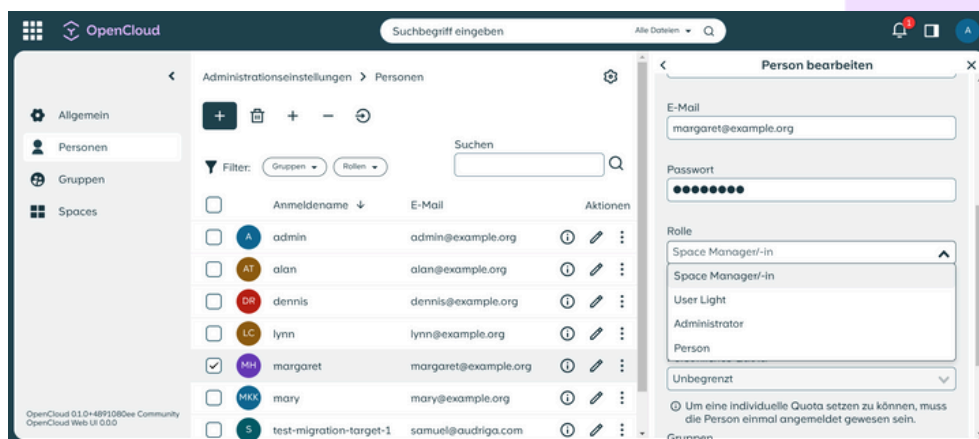 OpenCloud
Suchbegriff eingeben
Alle Dateien
1
A
Allgemein
Personen
Gruppen
Spaces
OpenCloud 0.1.0+4891080ee Community
OpenCloud Web UI 0.0.0
Administrationseinstellungen > Personen
Suchen
Filter: Gruppen Rollen
Anmeldename E-Mail Aktionen
A admin admin@example.org
AT alan alan@example.org
DR dennis dennis@example.org
LC lynn lynn@example.org
MH margaret margaret@example.org
MKK mary mary@example.org
S test-migration-target-1 samuel@audriga.com
Person bearbeiten
E-Mail
margaret@example.org
Passwort
Rolle
Space Manager/-in
Space Manager/-in
User Light
Administrator
Person
Unbegrenzt
Um eine individuelle Quota setzen zu können, muss
die Person einmal angemeldet gewesen sein.
Gruppen